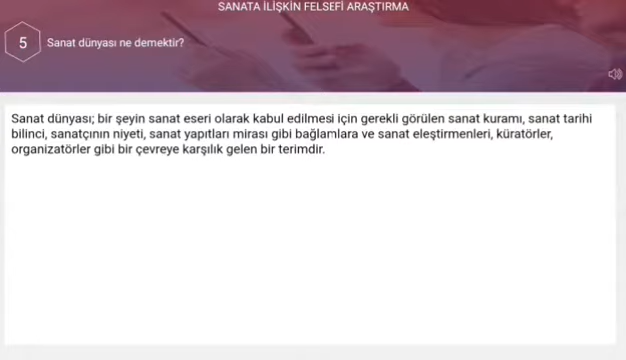 SANATA İLİŞKİN FELSEFİ ARAŞTIRMA
5 Sanat dünyası ne demektir?
Sanat dünyası; bir şeyin sanat eseri olarak kabul edilmesi için gerekli görülen sanat kuramı, sanat tarihi
bilinci, sanatçının niyeti, sanat yapıtları mirası gibi bağlamlara ve sanat eleştirmenleri, küratörler,
organizatörler gibi bir çevreye karşılık gelen bir terimdir.